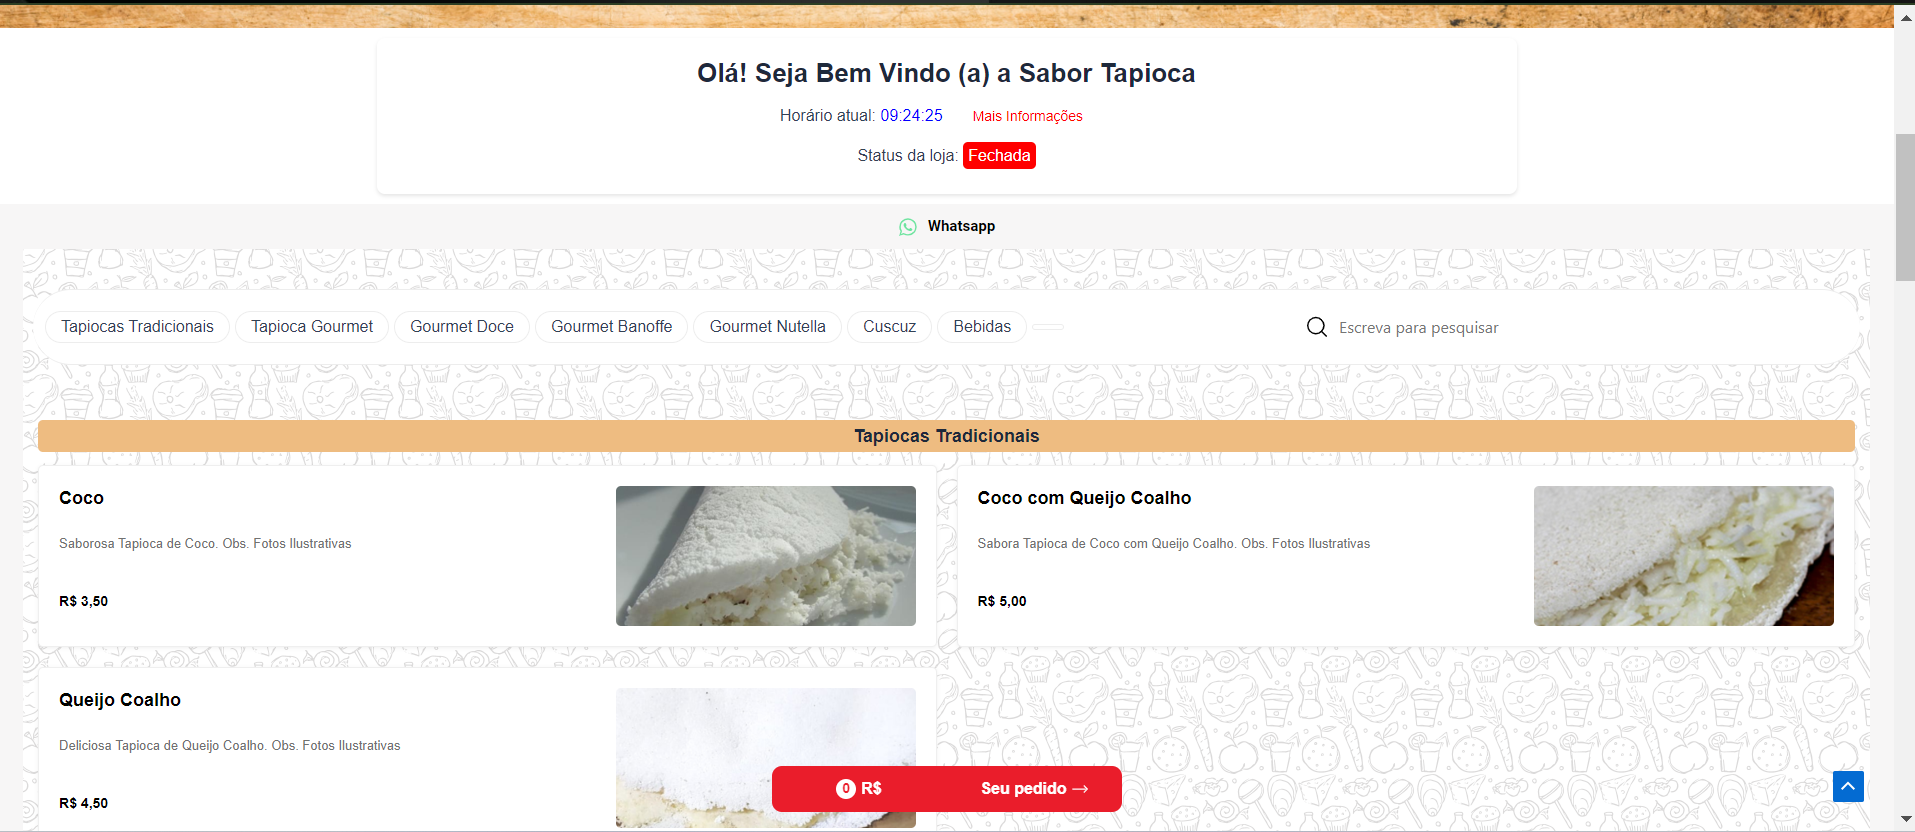 Olá! Seja Bem Vindo (a) a Sabor Tapioca
Horário atual: 09:24:25 Mais Informações
Status da loja: Fechada
Whatsapp
Tapiocas Tradicionais Tapioca Gourmet Gourmet Doce Gourmet Banoffe Gourmet Nutella Cuscuz Bebidas Escreva para pesquisar
Tapiocas Tradicionais
Coco
Saborosa Tapioca de Coco. Obs. Fotos Ilustrativas
R$ 3,50
Coco com Queijo Coalho
Sabora Tapioca de Coco com Queijo Coalho. Obs. Fotos Ilustrativas
R$ 5,00
Queijo Coalho
Deliciosa Tapioca de Queijo Coalho. Obs. Fotos Ilustrativas
R$ 4,50
0 R$ Seu pedido →